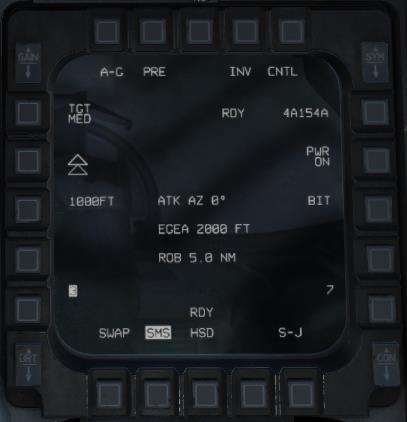 GAIN
SYM
A-G PRE INV CNTL
TGT
MED
RDY 4A154A
PWR
ON
1000FT ATK AZ 0° BIT
EGEA 2000 FT
ROB 5.0 NM
3 7
RDY
SWAP SMS HSD S-J
BRT
CON